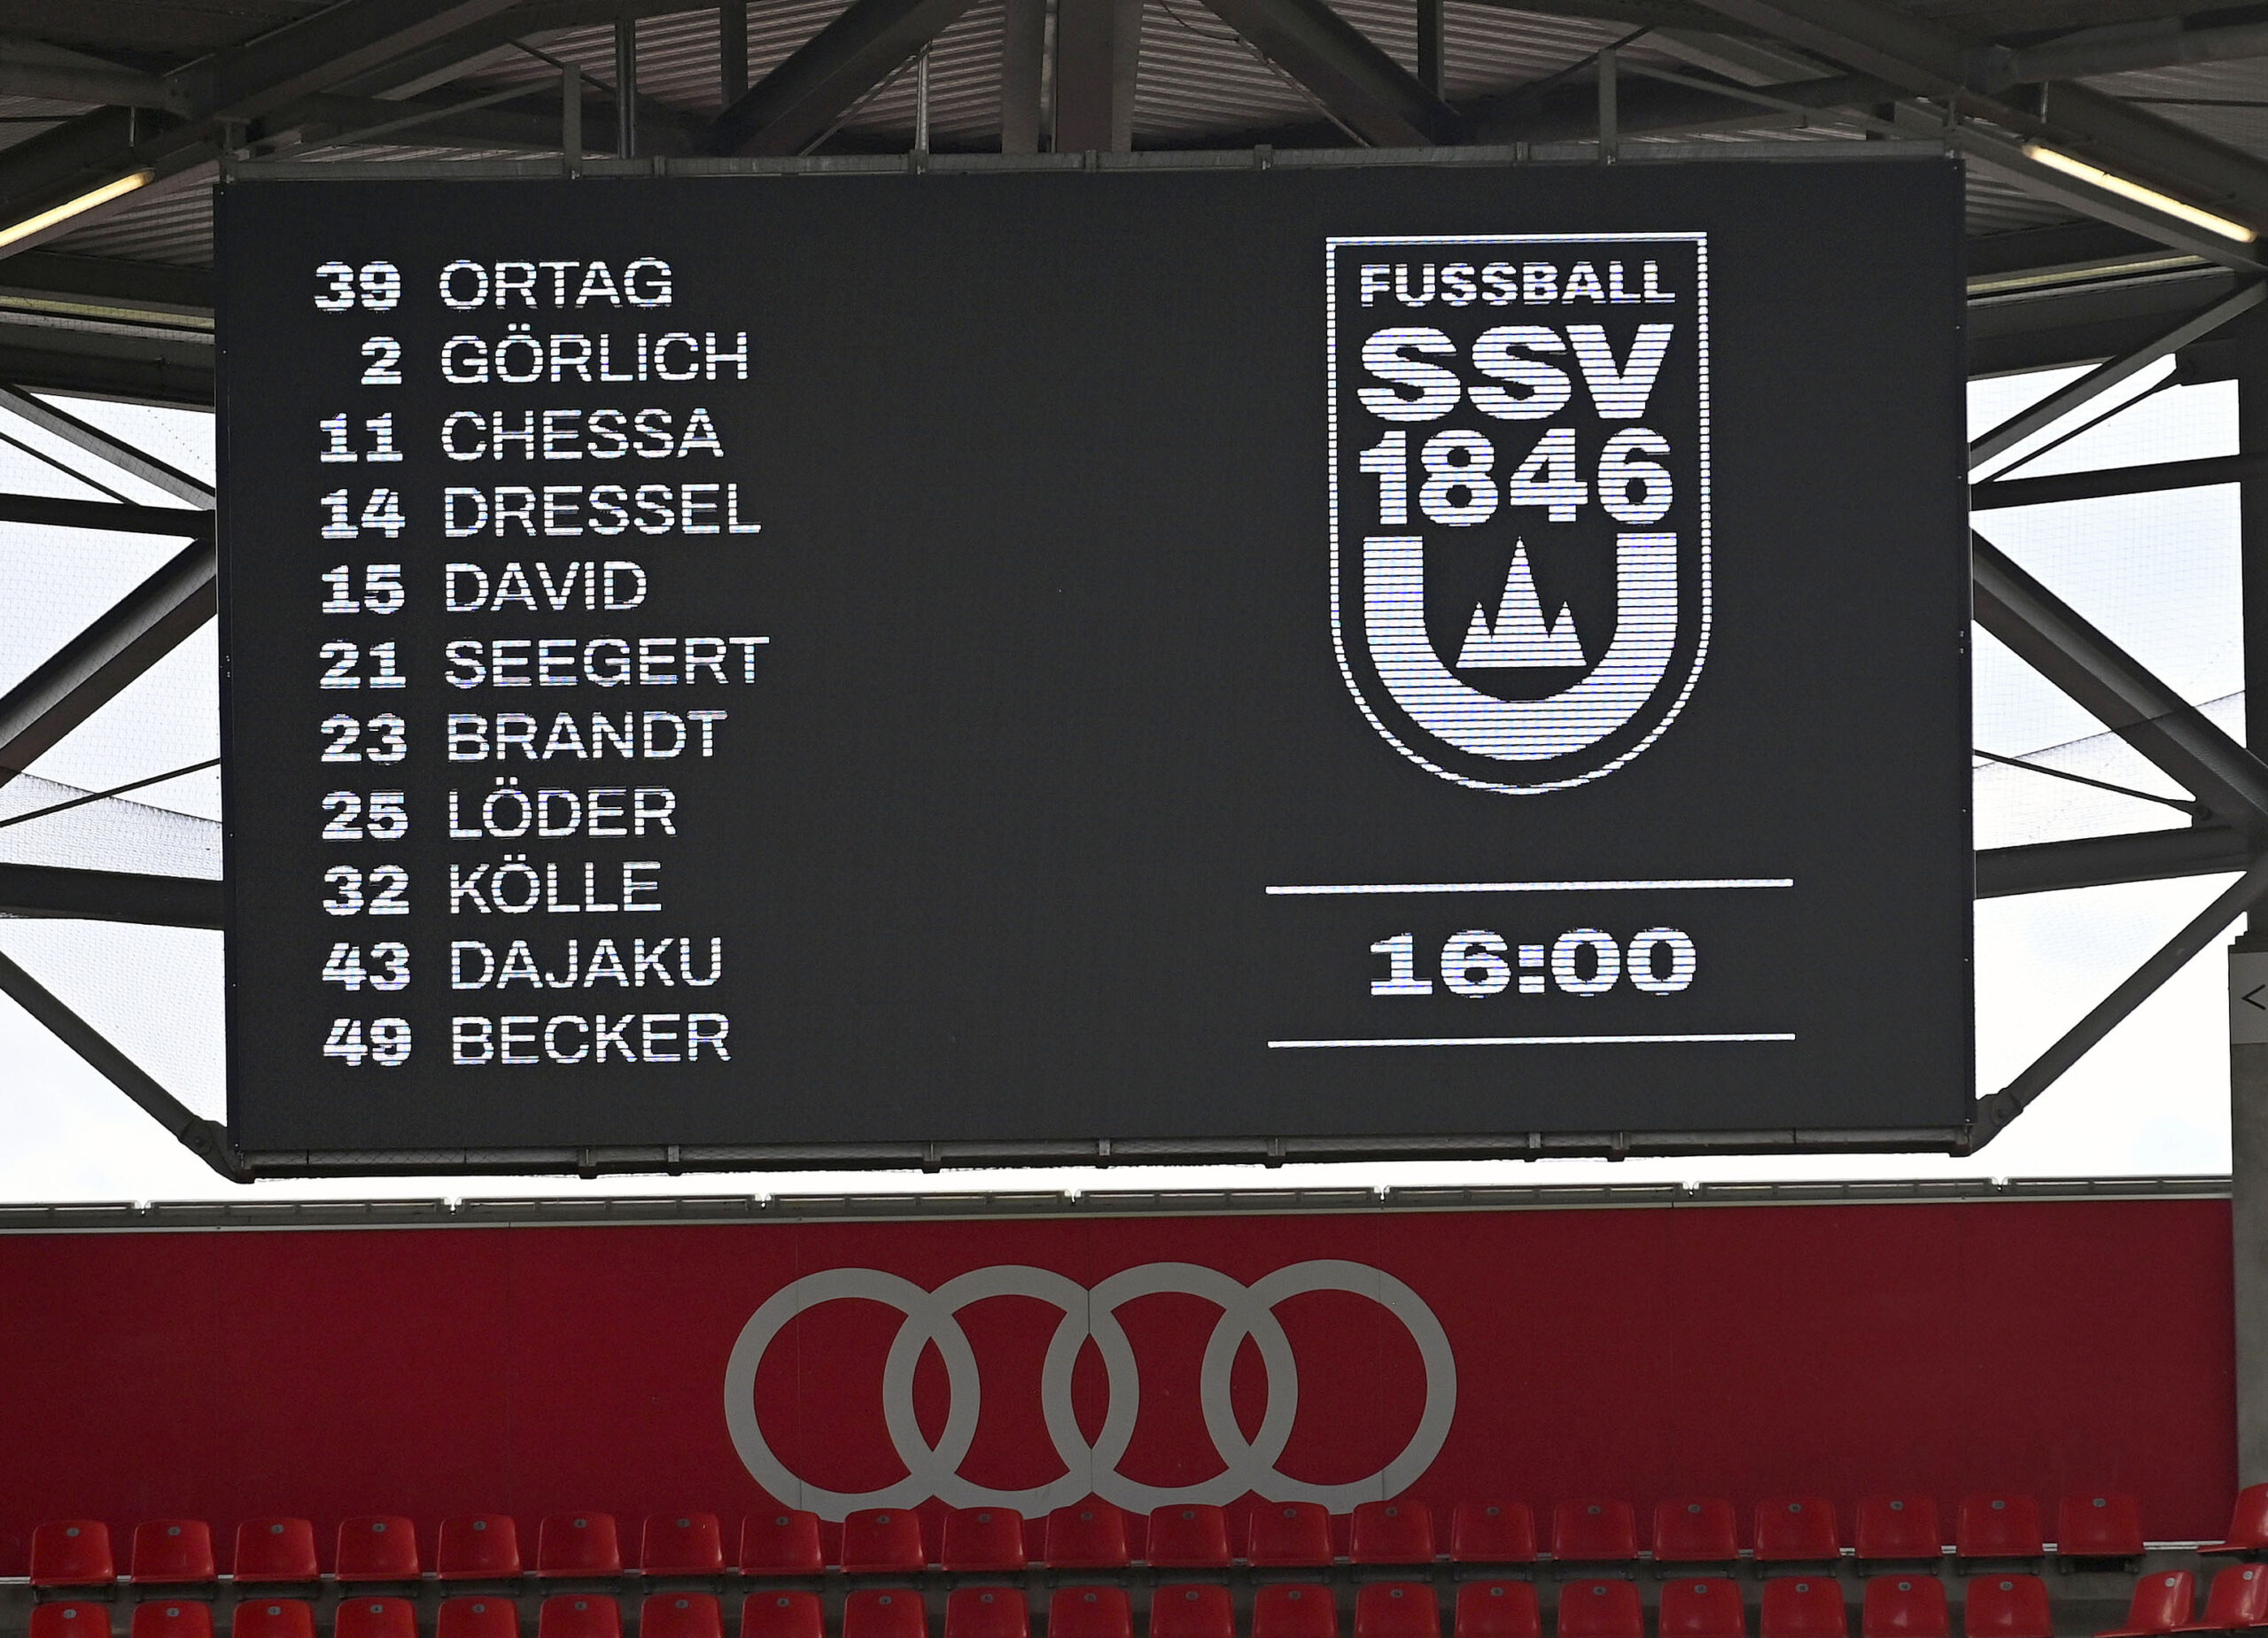 39 ORTAG
2 GÖRLICH
11 CHESSA
14 DRESSEL
15 DAVID
21 SEEGERT
23 BRANDT
25 LÖDER
32 KÖLLE
43 DAJAKU
49 BECKER
FUSSBALL
SSV
1846
16:00